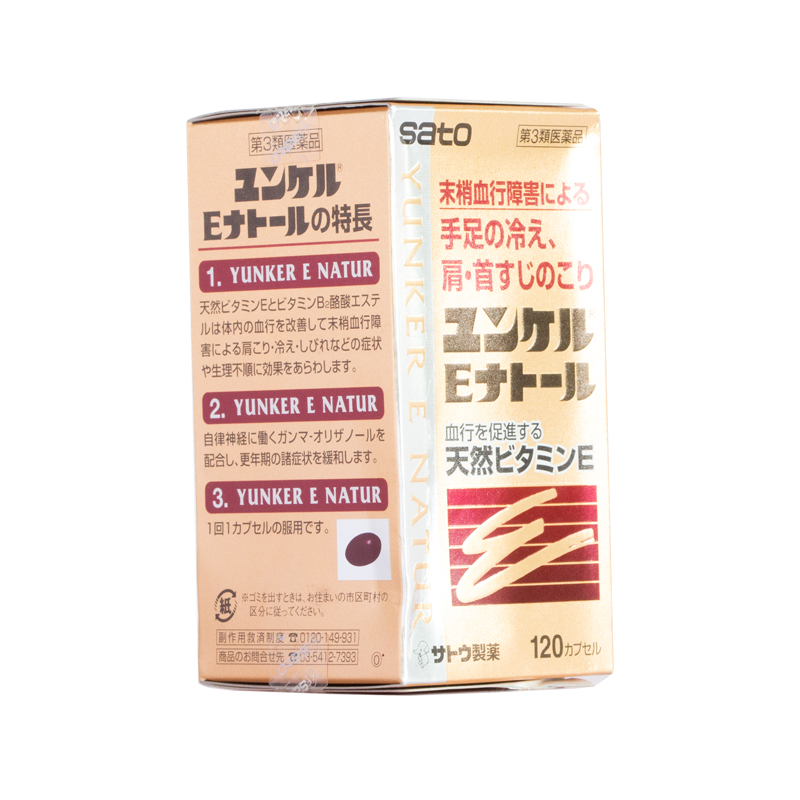 第3類医薬品
ユンケル®
Eナトールの特長
1. YUNKER E NATUR
天然ビタミンEとビタミンB₂酪酸エステ
ルは体内の血行を改善して末梢血行障
害による肩こり・冷え・しびれなどの症状
や生理不順に効果をあらわします。
2. YUNKER E NATUR
自律神経に働くガンマ-オリザノールを
配合し、更年期の諸症状を緩和します。
3. YUNKER E NATUR
1回1カプセルの服用です。
紙
※ゴミを出すときは、お住まいの市区町村の
区分に従ってください。
副作用救済制度 ☎0120-149-931
商品のお問合せ先 ☎03-5412-7393
YUNKER E NATUR
sato
第3類医薬品
末梢血行障害による
手足の冷え、
肩・首すじのこり
ユンケル
Eナトール
血行を促進する
天然ビタミンE
サトウ製薬
120カプセル